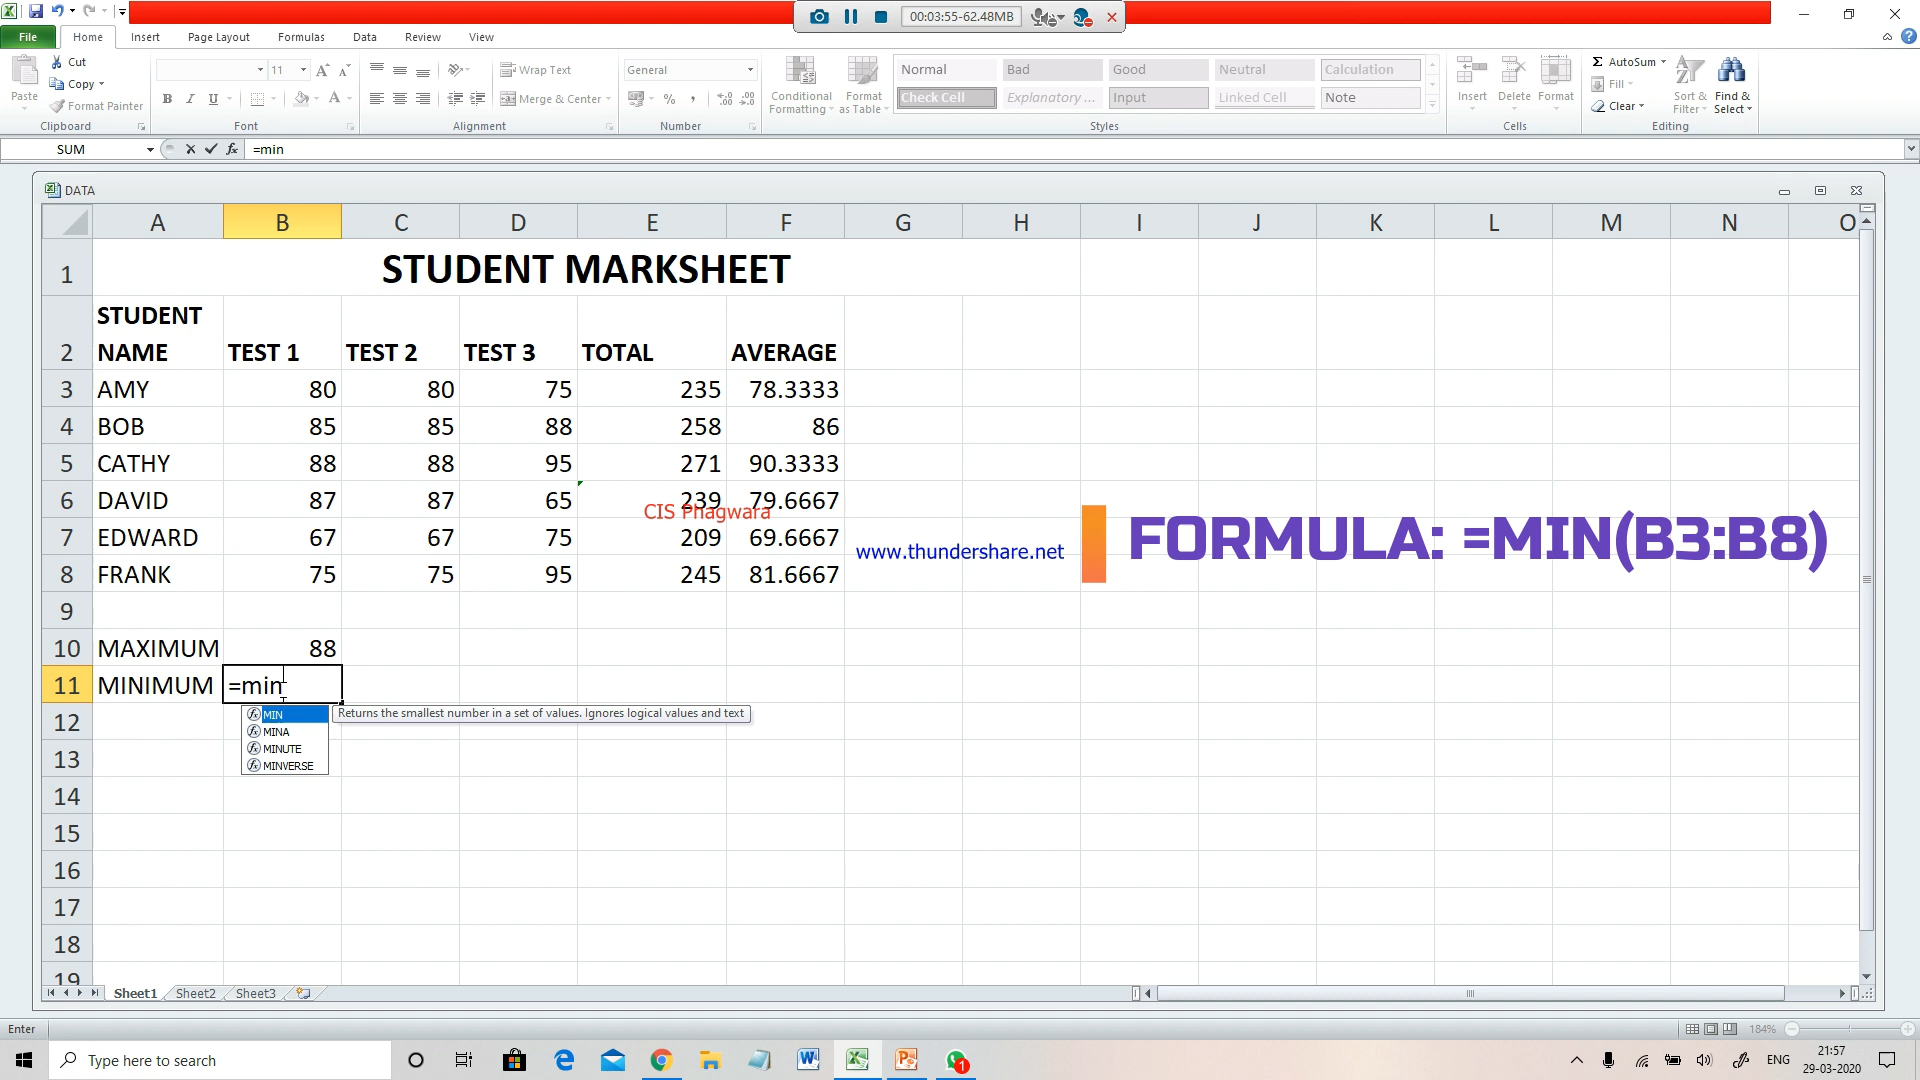 00:03:55-62.48MB
File Home Insert Page Layout Formulas Data Review View
Paste Cut Copy Format Painter Clipboard
11 B I U A Font
Wrap Text Merge & Center Alignment
General % , Number
Conditional Formatting Format as Table
Normal Bad Good Neutral Calculation
Check Cell Explanatory ... Input Linked Cell Note
Styles
Insert Delete Format Cells
AutoSum Fill Clear Sort & Filter Find & Select Editing
SUM fx =min
DATA
A B C D E F G H I J K L M N O
1 STUDENT MARKSHEET
STUDENT
2 NAME TEST 1 TEST 2 TEST 3 TOTAL AVERAGE
3 AMY 80 80 75 235 78.3333
4 BOB 85 85 88 258 86
5 CATHY 88 88 95 271 90.3333
6 DAVID 87 87 65 239 79.6667
CIS Phagwara
7 EDWARD 67 67 75 209 69.6667
www.thundershare.net
FORMULA: =MIN(B3:B8)
8 FRANK 75 75 95 245 81.6667
9
10 MAXIMUM 88
11 MINIMUM =min
MIN Returns the smallest number in a set of values. Ignores logical values and text
MINA
MINUTE
MINVERSE
12
13
14
15
16
17
18
19
Sheet1 Sheet2 Sheet3
Enter 184%
Type here to search
1
ENG
21:57
29-03-2020